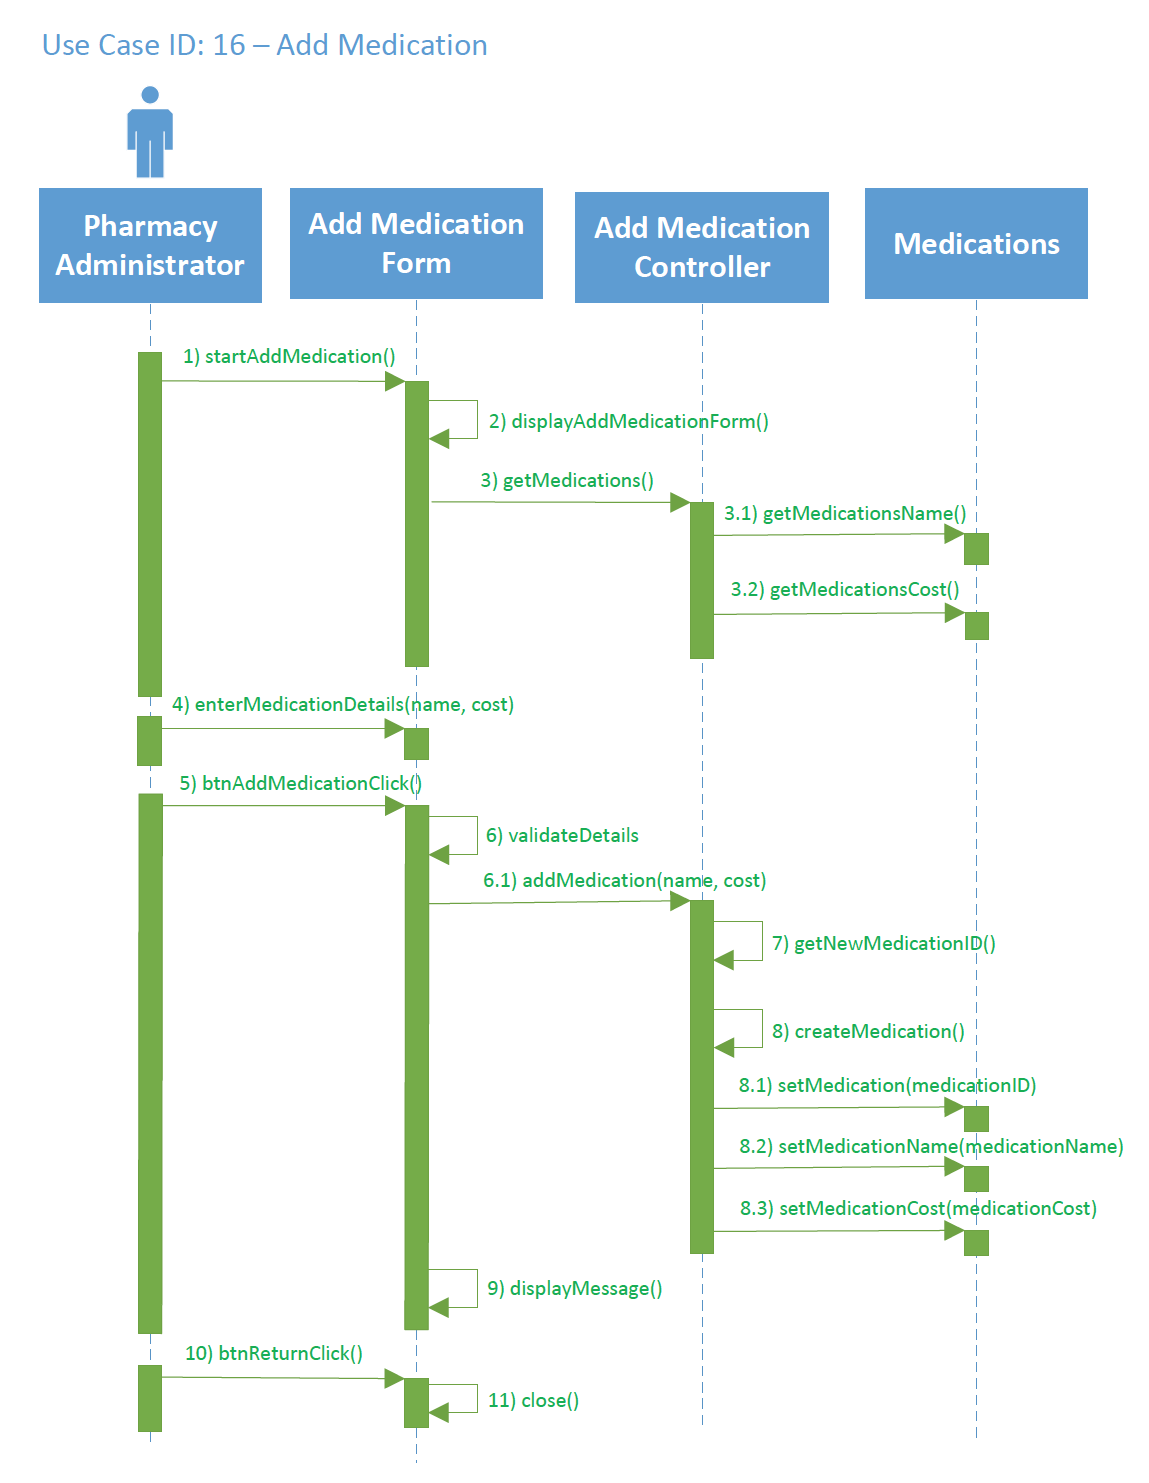 Use Case ID: 16 – Add Medication
Pharmacy
Administrator
Add Medication
Form
Add Medication
Controller
Medications
1) startAddMedication()
2) displayAddMedicationForm()
3) getMedications()
3.1) getMedicationsName()
3.2) getMedicationsCost()
4) enterMedicationDetails(name, cost)
5) btnAddMedicationClick()
6) validateDetails
6.1) addMedication(name, cost)
7) getNewMedicationID()
8) createMedication()
8.1) setMedication(medicationID)
8.2) setMedicationName(medicationName)
8.3) setMedicationCost(medicationCost)
9) displayMessage()
10) btnReturnClick()
11) close()